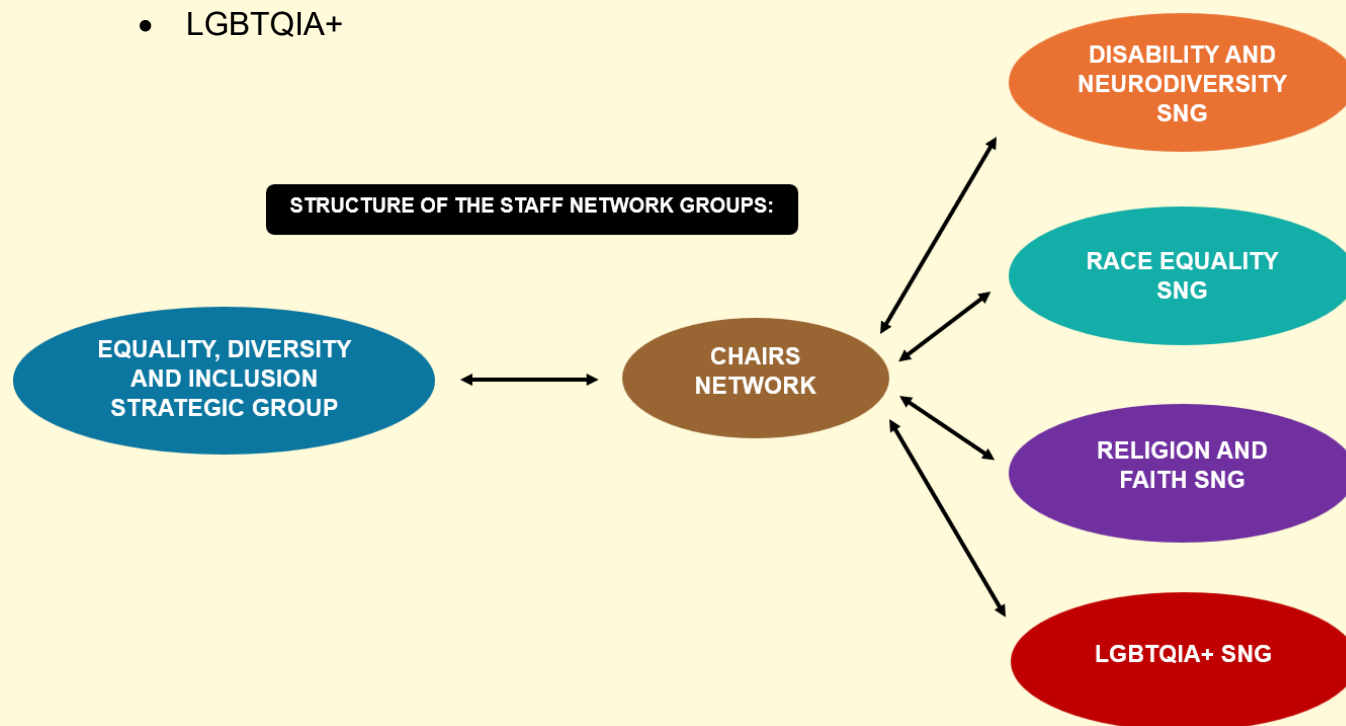 • LGBTQIA+
DISABILITY AND
NEURODIVERSITY
SNG
STRUCTURE OF THE STAFF NETWORK GROUPS:
RACE EQUALITY
SNG
EQUALITY, DIVERSITY
AND INCLUSION
STRATEGIC GROUP
CHAIRS
NETWORK
RELIGION AND
FAITH SNG
LGBTQIA+ SNG